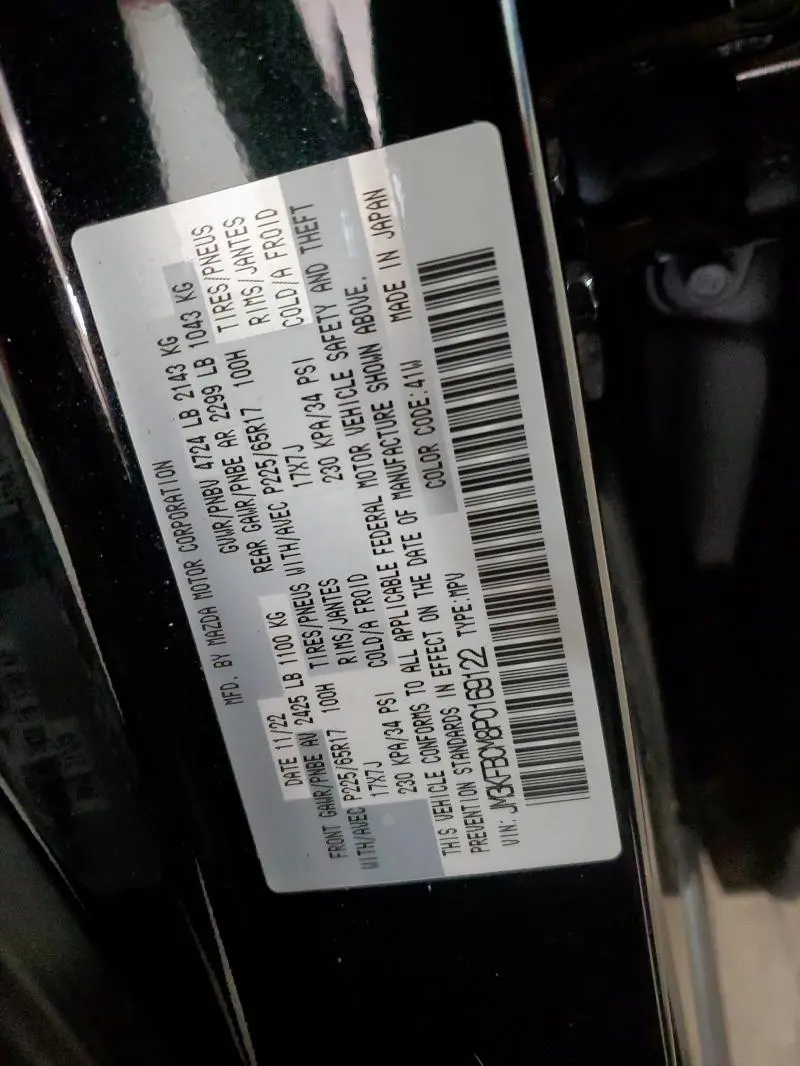 MFD. BY MAZDA MOTOR CORPORATION
DATE 11/22 GVWR/PNBV 4724 LB 2143 KG
FRONT GAWR/PNBE AV 2425 LB 1100 KG REAR GAWR/PNBE AR 2299 LB 1043 KG
WITH/AVEC P225/65R17 100H TIRES/PNEUS WITH/AVEC P225/65R17 100H TIRES/PNEUS
17X7J RIMS/JANTES 17X7J RIMS/JANTES
230 KPA/34 PSI COLD/A FROID 230 KPA/34 PSI COLD/A FROID
THIS VEHICLE CONFORMS TO ALL APPLICABLE FEDERAL MOTOR VEHICLE SAFETY AND THEFT
PREVENTION STANDARDS IN EFFECT ON THE DATE OF MANUFACTURE SHOWN ABOVE.
VIN: JM3KFBCM8P0169122 TYPE:MPV COLOR CODE:41W MADE IN JAPAN